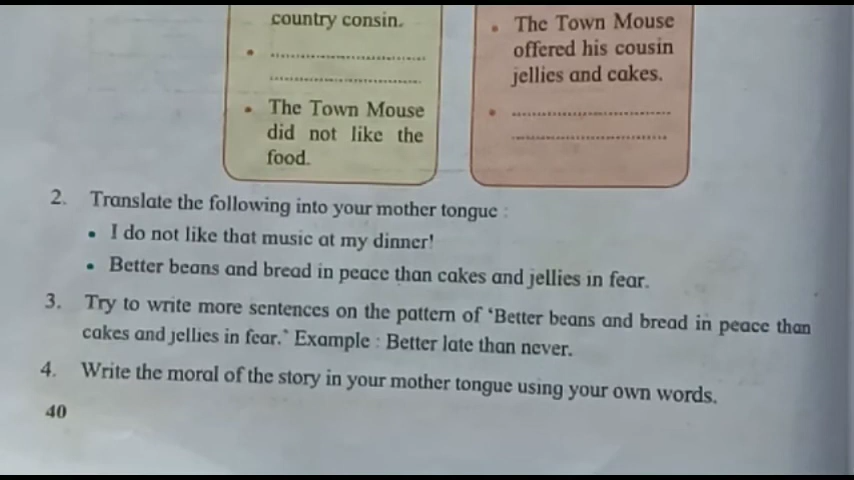 country consin.
..............................
..............................
• The Town Mouse
did not like the
food.
• The Town Mouse
offered his cousin
jellies and cakes.
• ..............................
..............................
2. Translate the following into your mother tongue :
• I do not like that music at my dinner!
• Better beans and bread in peace than cakes and jellies in fear.
3. Try to write more sentences on the pattern of 'Better beans and bread in peace than
cakes and jellies in fear.' Example : Better late than never.
4. Write the moral of the story in your mother tongue using your own words.
40